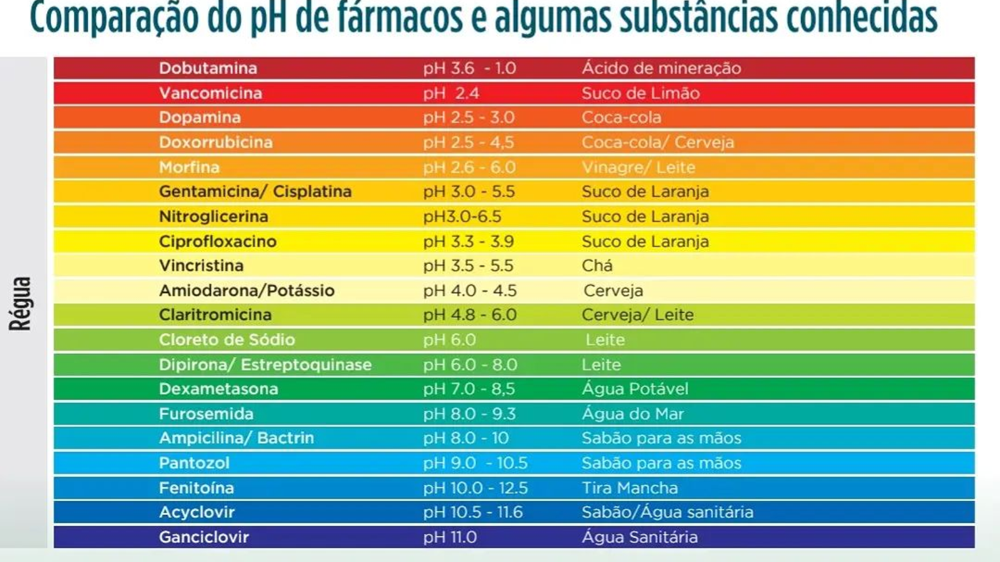 Comparação do pH de fármacos e algumas substâncias conhecidas
Régua
Dobutamina pH 3.6 - 1.0 Ácido de mineração
Vancomicina pH 2.4 Suco de Limão
Dopamina pH 2.5 - 3.0 Coca-cola
Doxorrubicina pH 2.5 - 4,5 Coca-cola/ Cerveja
Morfina pH 2.6 - 6.0 Vinagre/ Leite
Gentamicina/ Cisplatina pH 3.0 - 5.5 Suco de Laranja
Nitroglicerina pH3.0-6.5 Suco de Laranja
Ciprofloxacino pH 3.3 - 3.9 Suco de Laranja
Vincristina pH 3.5 - 5.5 Chá
Amiodarona/Potássio pH 4.0 - 4.5 Cerveja
Claritromicina pH 4.8 - 6.0 Cerveja/ Leite
Cloreto de Sódio pH 6.0 Leite
Dipirona/ Estreptoquinase pH 6.0 - 8.0 Leite
Dexametasona pH 7.0 - 8,5 Água Potável
Furosemida pH 8.0 - 9.3 Água do Mar
Ampicilina/ Bactrin pH 8.0 - 10 Sabão para as mãos
Pantozol pH 9.0 - 10.5 Sabão para as mãos
Fenitoína pH 10.0 - 12.5 Tira Mancha
Acyclovir pH 10.5 - 11.6 Sabão/Água sanitária
Ganciclovir pH 11.0 Água Sanitária